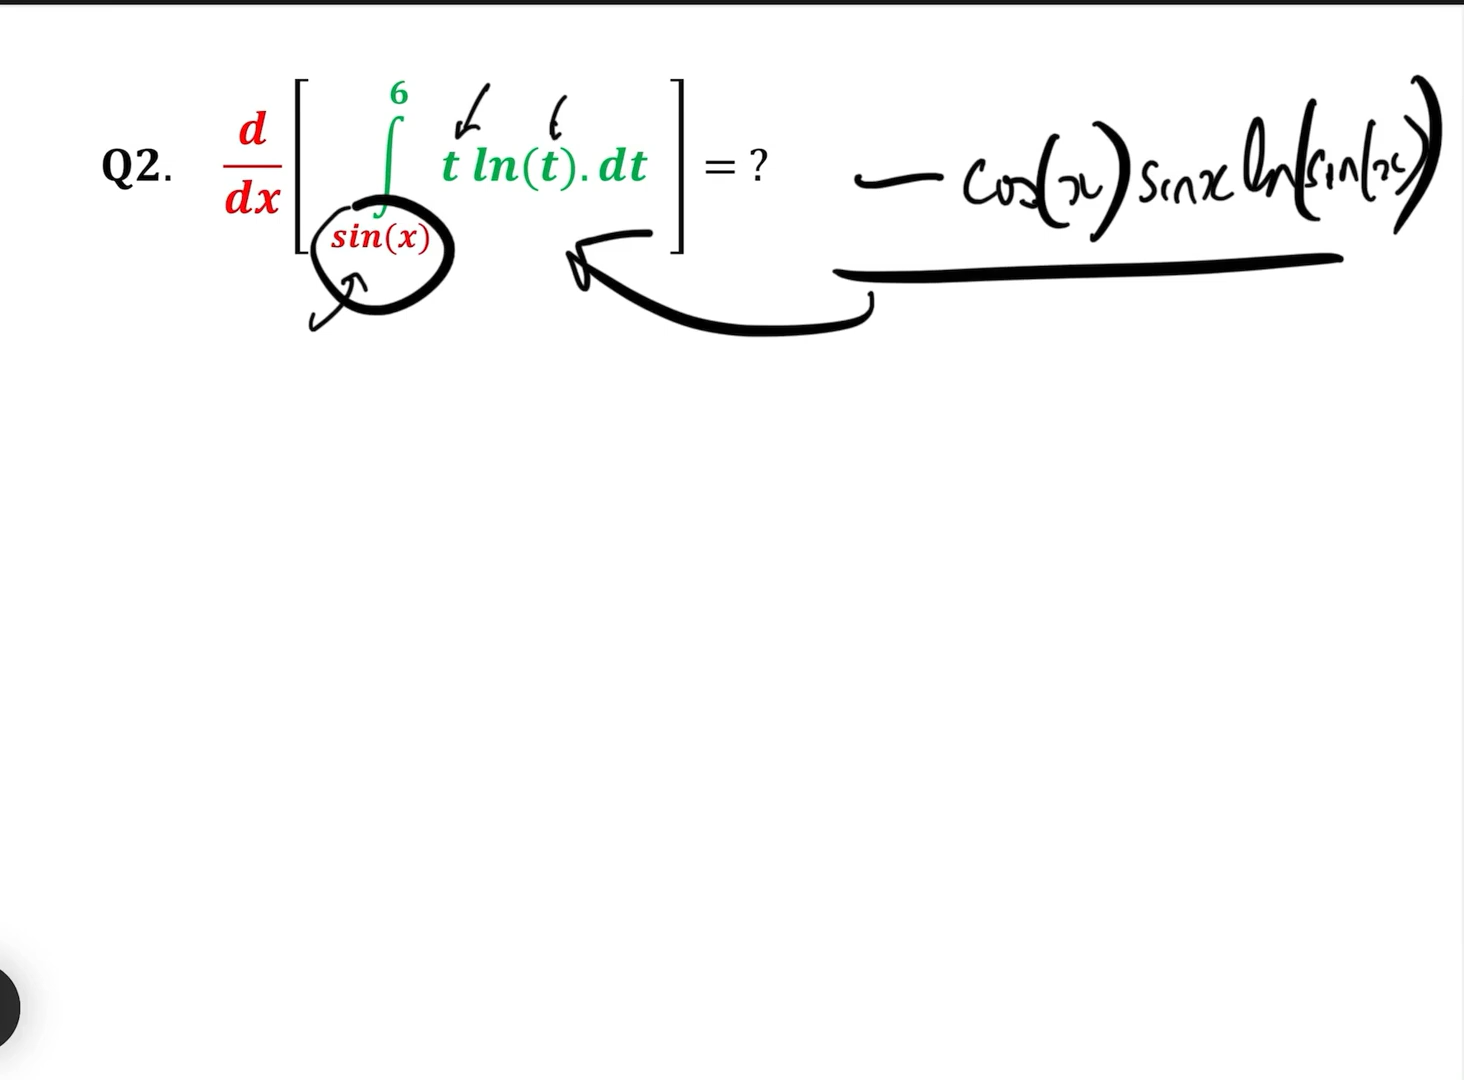 Q2. d/dx [ ∫_{sin(x)}^{6} t ln(t). dt ] = ? − cos(x) sinx ln(sin(x))